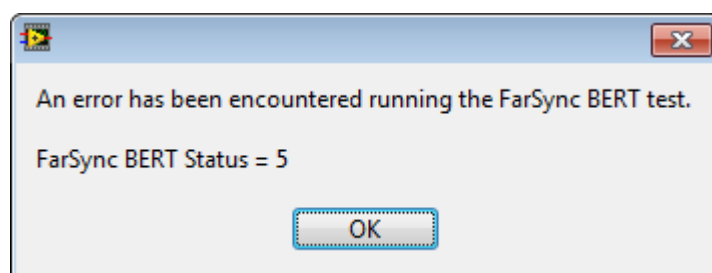 An error has been encountered running the FarSync BERT test.
FarSync BERT Status = 5
OK